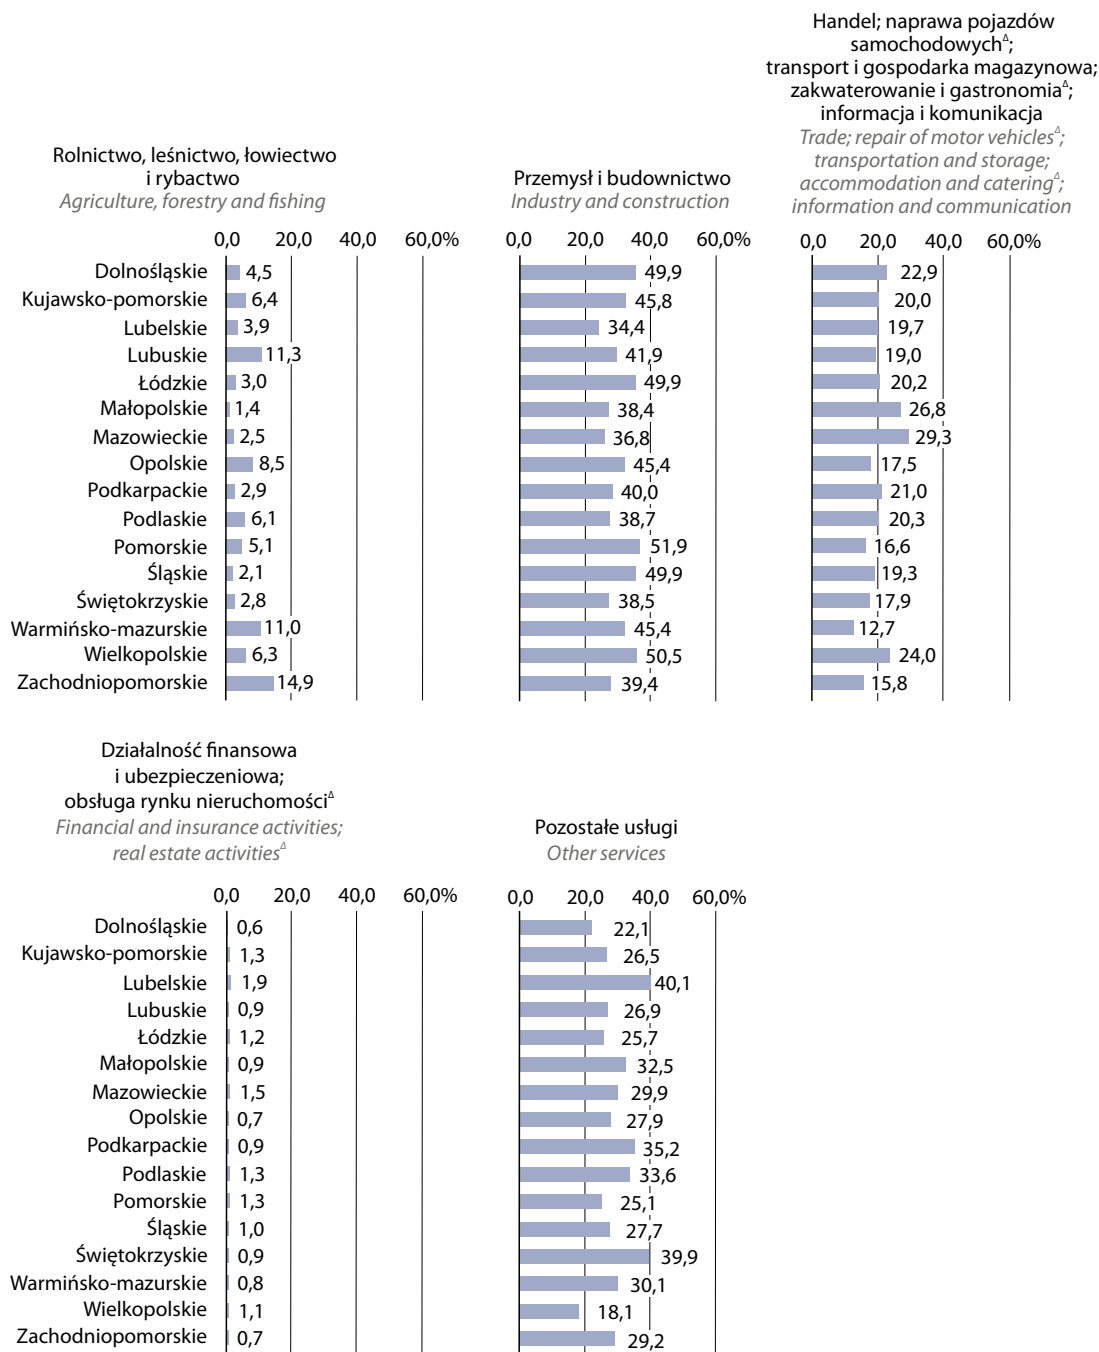 Handel; naprawa pojazdów
samochodowych^Δ;
transport i gospodarka magazynowa;
zakwaterowanie i gastronomia^Δ;
informacja i komunikacja
Trade; repair of motor vehicles^Δ;
transportation and storage;
accommodation and catering^Δ;
information and communication
Rolnictwo, leśnictwo, łowiectwo
i rybactwo
Agriculture, forestry and fishing
Przemysł i budownictwo
Industry and construction
0,0 20,0 40,0 60,0% 0,0 20,0 40,0 60,0% 0,0 20,0 40,0 60,0%
Dolnośląskie 4,5 49,9 22,9
Kujawsko-pomorskie 6,4 45,8 20,0
Lubelskie 3,9 34,4 19,7
Lubuskie 11,3 41,9 19,0
Łódzkie 3,0 49,9 20,2
Małopolskie 1,4 38,4 26,8
Mazowieckie 2,5 36,8 29,3
Opolskie 8,5 45,4 17,5
Podkarpackie 2,9 40,0 21,0
Podlaskie 6,1 38,7 20,3
Pomorskie 5,1 51,9 16,6
Śląskie 2,1 49,9 19,3
Świętokrzyskie 2,8 38,5 17,9
Warmińsko-mazurskie 11,0 45,4 12,7
Wielkopolskie 6,3 50,5 24,0
Zachodniopomorskie 14,9 39,4 15,8
Działalność finansowa
i ubezpieczeniowa;
obsługa rynku nieruchomości^Δ
Financial and insurance activities;
real estate activities^Δ
Pozostałe usługi
Other services
0,0 20,0 40,0 60,0% 0,0 20,0 40,0 60,0%
Dolnośląskie 0,6 22,1
Kujawsko-pomorskie 1,3 26,5
Lubelskie 1,9 40,1
Lubuskie 0,9 26,9
Łódzkie 1,2 25,7
Małopolskie 0,9 32,5
Mazowieckie 1,5 29,9
Opolskie 0,7 27,9
Podkarpackie 0,9 35,2
Podlaskie 1,3 33,6
Pomorskie 1,3 25,1
Śląskie 1,0 27,7
Świętokrzyskie 0,9 39,9
Warmińsko-mazurskie 0,8 30,1
Wielkopolskie 1,1 18,1
Zachodniopomorskie 0,7 29,2